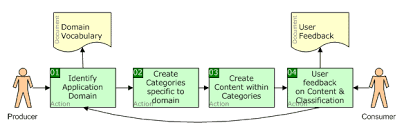 Document
Domain
Vocabulary
Document
User
Feedback
01
Identify
Application
Domain
Action
02
Create
Categories
specific to
domain
Action
03
Create
Content within
Categories
Action
04
User
feedback
on Content &
Classification
Action
Producer
Consumer